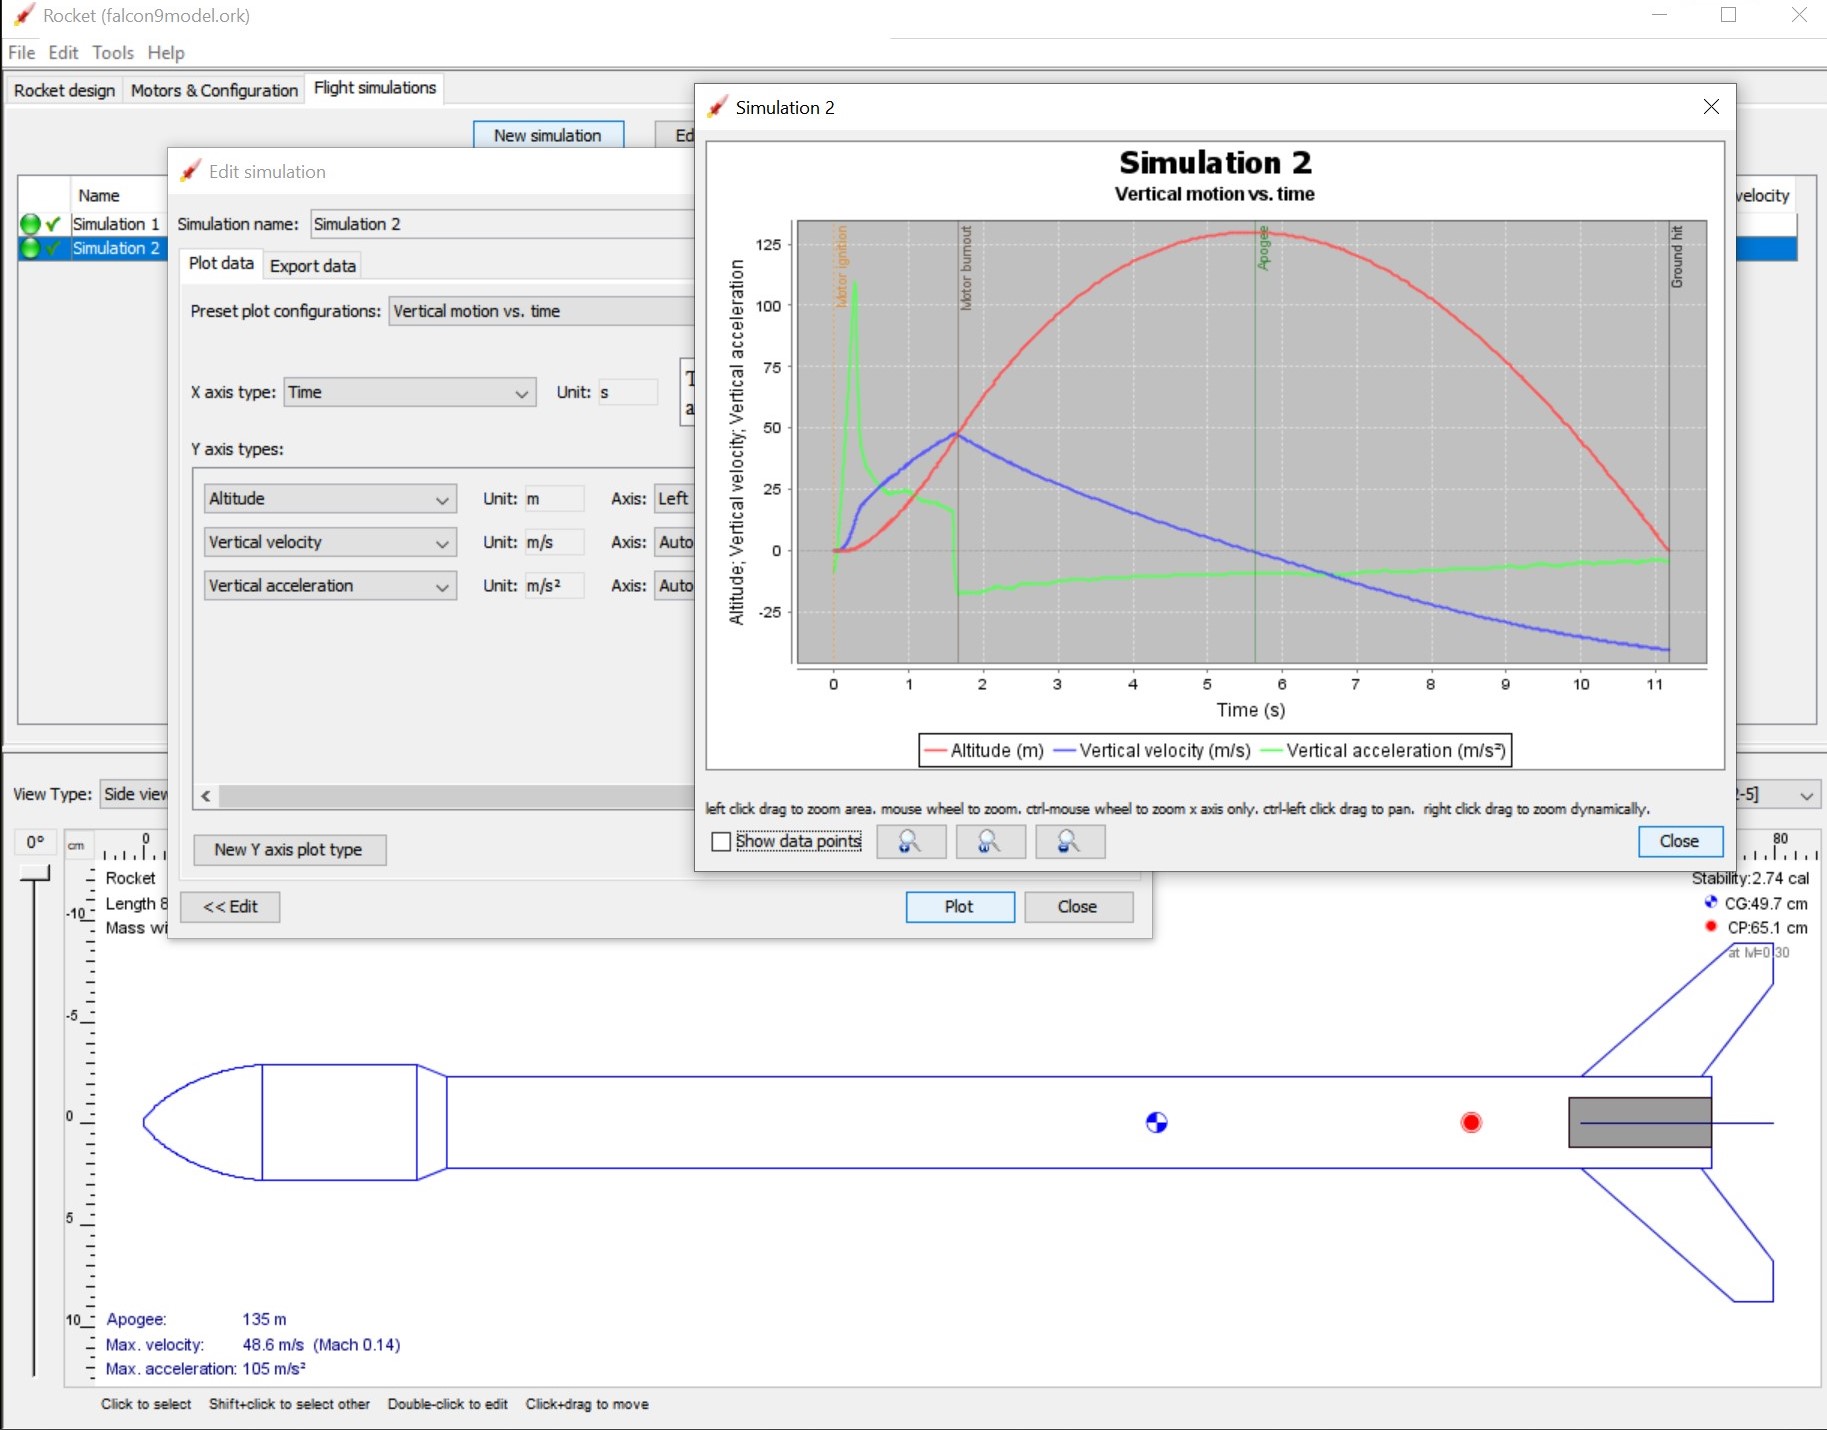 Rocket (falcon9model.ork)
File Edit Tools Help
Rocket design Motors & Configuration Flight simulations
New simulation Ed
Name velocity
Simulation 1
Simulation 2
Edit simulation
Simulation name: Simulation 2
Plot data Export data
Preset plot configurations: Vertical motion vs. time
X axis type: Time Unit: s
Y axis types:
Altitude Unit: m Axis: Left
Vertical velocity Unit: m/s Axis: Auto
Vertical acceleration Unit: m/s² Axis: Auto
New Y axis plot type
<< Edit Plot Close
Simulation 2
Simulation 2
Vertical motion vs. time
Altitude; Vertical velocity; Vertical acceleration
125
100
75
50
25
0
-25
Motor ignition
Motor burnout
Apogee
Ground hit
0 1 2 3 4 5 6 7 8 9 10 11
Time (s)
Altitude (m) Vertical velocity (m/s) Vertical acceleration (m/s²)
left click drag to zoom area. mouse wheel to zoom. ctrl-mouse wheel to zoom x axis only. ctrl-left click drag to pan. right click drag to zoom dynamically.
Show data points Close
View Type: Side view 2-5]
0° cm 0 80
Rocket
Length 8
Mass wi
Stability:2.74 cal
CG:49.7 cm
CP:65.1 cm
at M=0.30
-10
-5
0
5
10
Apogee: 135 m
Max. velocity: 48.6 m/s (Mach 0.14)
Max. acceleration: 105 m/s²
Click to select Shift+click to select other Double-click to edit Click+drag to move